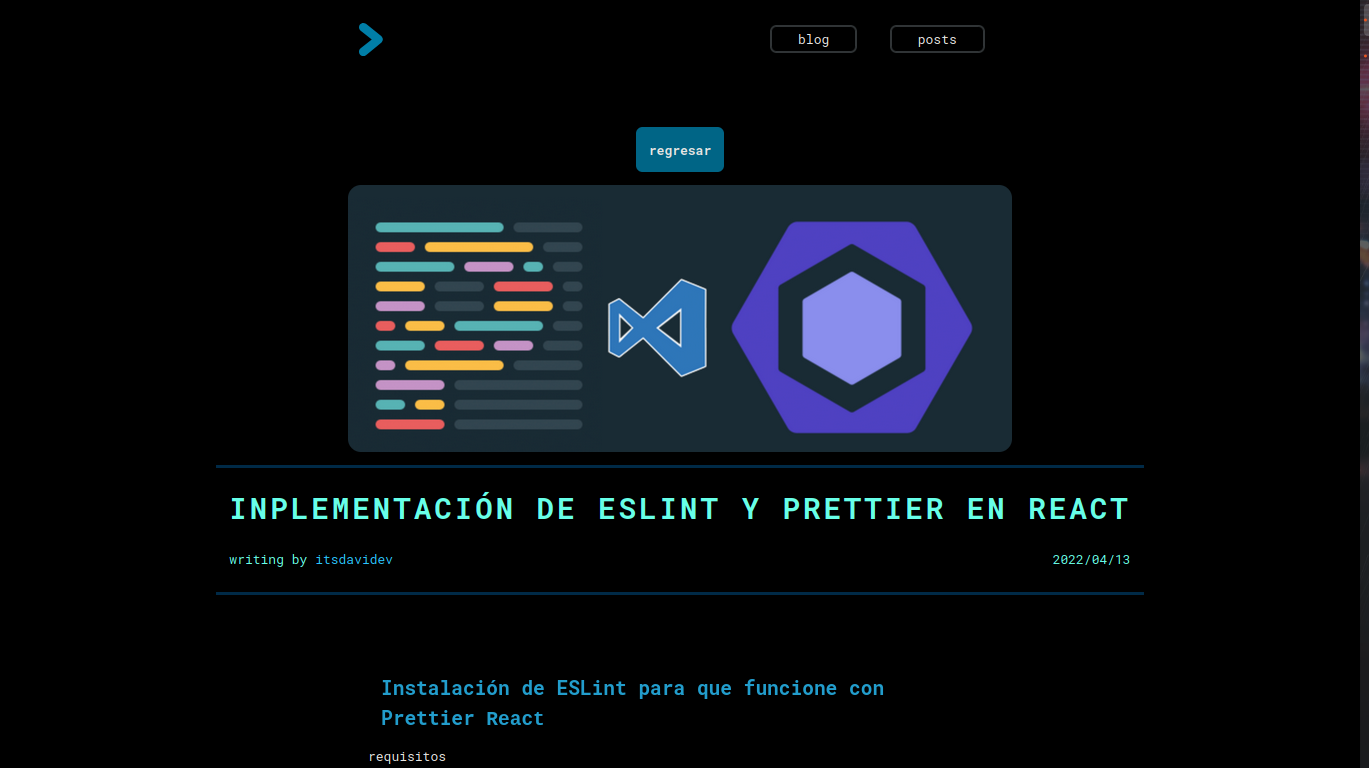 blog
posts
regresar
INPLEMENTACIÓN DE ESLINT Y PRETTIER EN REACT
writing by itsdavidev
2022/04/13
Instalación de ESLint para que funcione con
Prettier React
requisitos